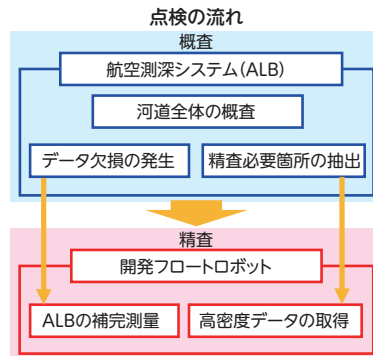 点検の流れ
概査
航空測深システム(ALB)
河道全体の概査
データ欠損の発生
精査必要箇所の抽出
精査
開発フロートロボット
ALBの補完測量
高密度データの取得